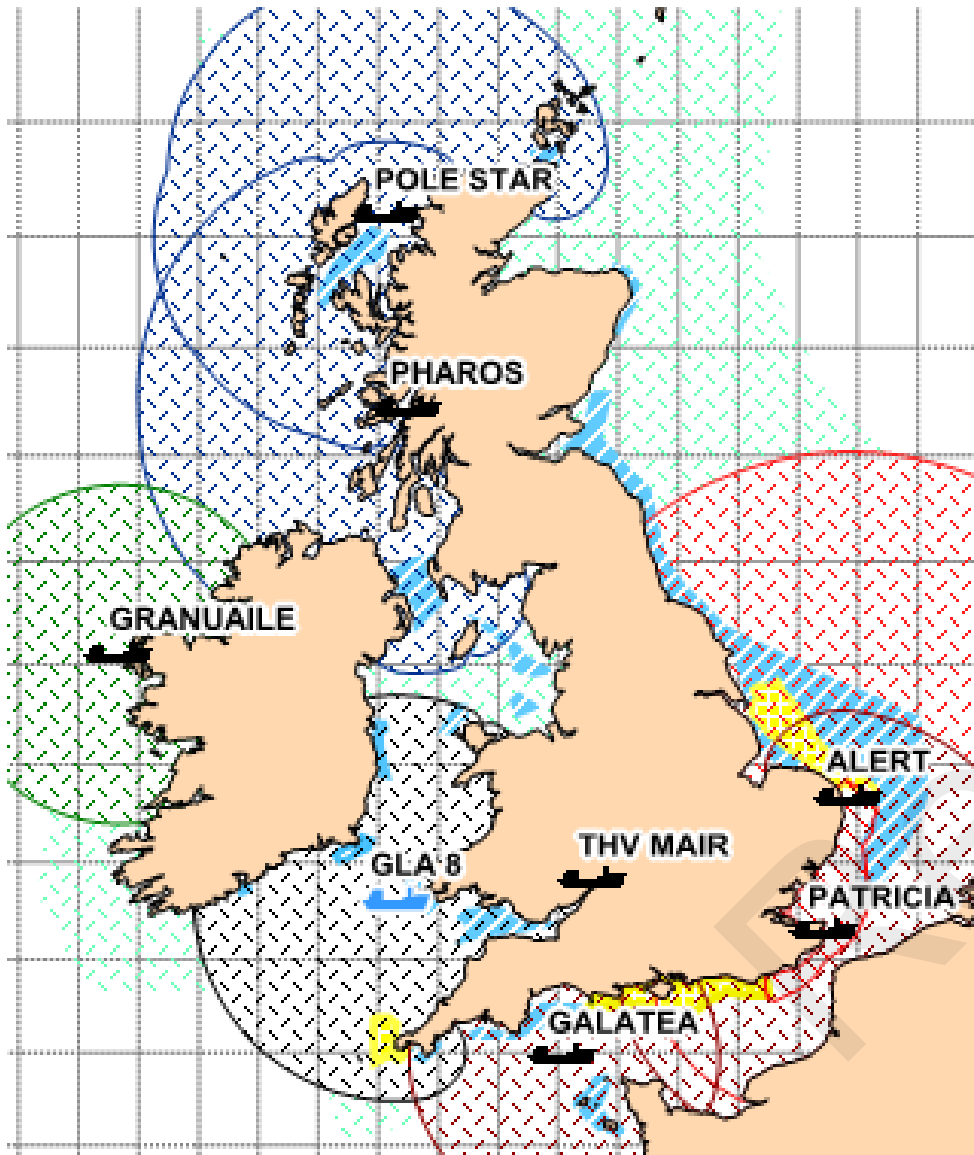 POLE STAR
PHAROS
GRANUAILE
ALERT
THV MAIR
GLA 8
PATRICIA
GALATEA